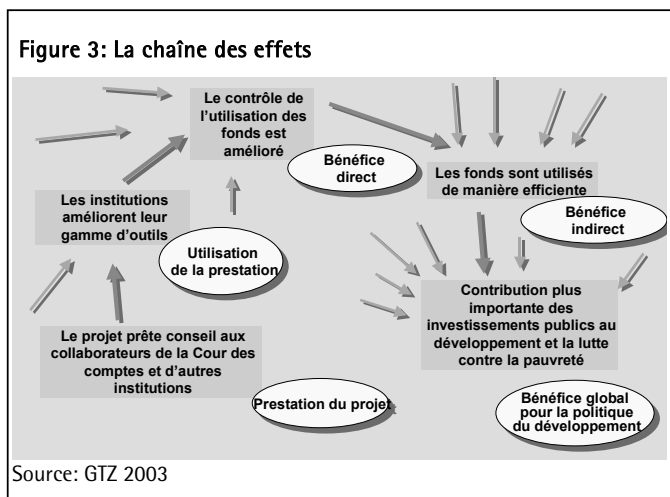 Figure 3: La chaîne des effets
Le contrôle de
l'utilisation des
fonds est
amélioré
Bénéfice
direct
Les fonds sont utilisés
de manière efficiente
Bénéfice
indirect
Les institutions
améliorent leur
gamme d'outils
Utilisation
de la prestation
Contribution plus
importante des
investissements publics au
développement et la lutte
contre la pauvreté
Le projet prête conseil aux
collaborateurs de la Cour des
comptes et d'autres
institutions
Prestation du projet
Bénéfice global
pour la politique
du développement
Source: GTZ 2003